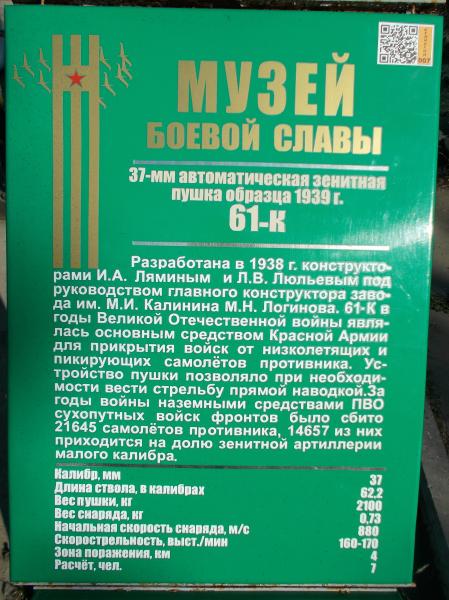 МУЗЕЙ
БОЕВОЙ СЛАВЫ
37-мм автоматическая зенитная
пушка образца 1939 г.
61-к
Разработана в 1938 г. конструкто-
рами И.А. Ляминым и Л.В. Люльевым под
руководством главного конструктора заво-
да им. М.И. Калинина М.Н. Логинова. 61-К в
годы Великой Отечественной войны явля-
лась основным средством Красной Армии
для прикрытия войск от низколетящих и
пикирующих самолётов противника. Ус-
тройство пушки позволяло при необходи-
мости вести стрельбу прямой наводкой.За
годы войны наземными средствами ПВО
сухопутных войск фронтов было сбито
21645 самолётов противника, 14657 из них
приходится на долю зенитной артиллерии
малого калибра.
Калибр, мм 37
Длина ствола, в калибрах 62,2
Вес пушки, кг 2100
Вес снаряда, кг 0,73
Начальная скорость снаряда, м/с 880
Скорострельность, выст./мин 160-170
Зона поражения, км 4
Расчёт, чел. 7
007